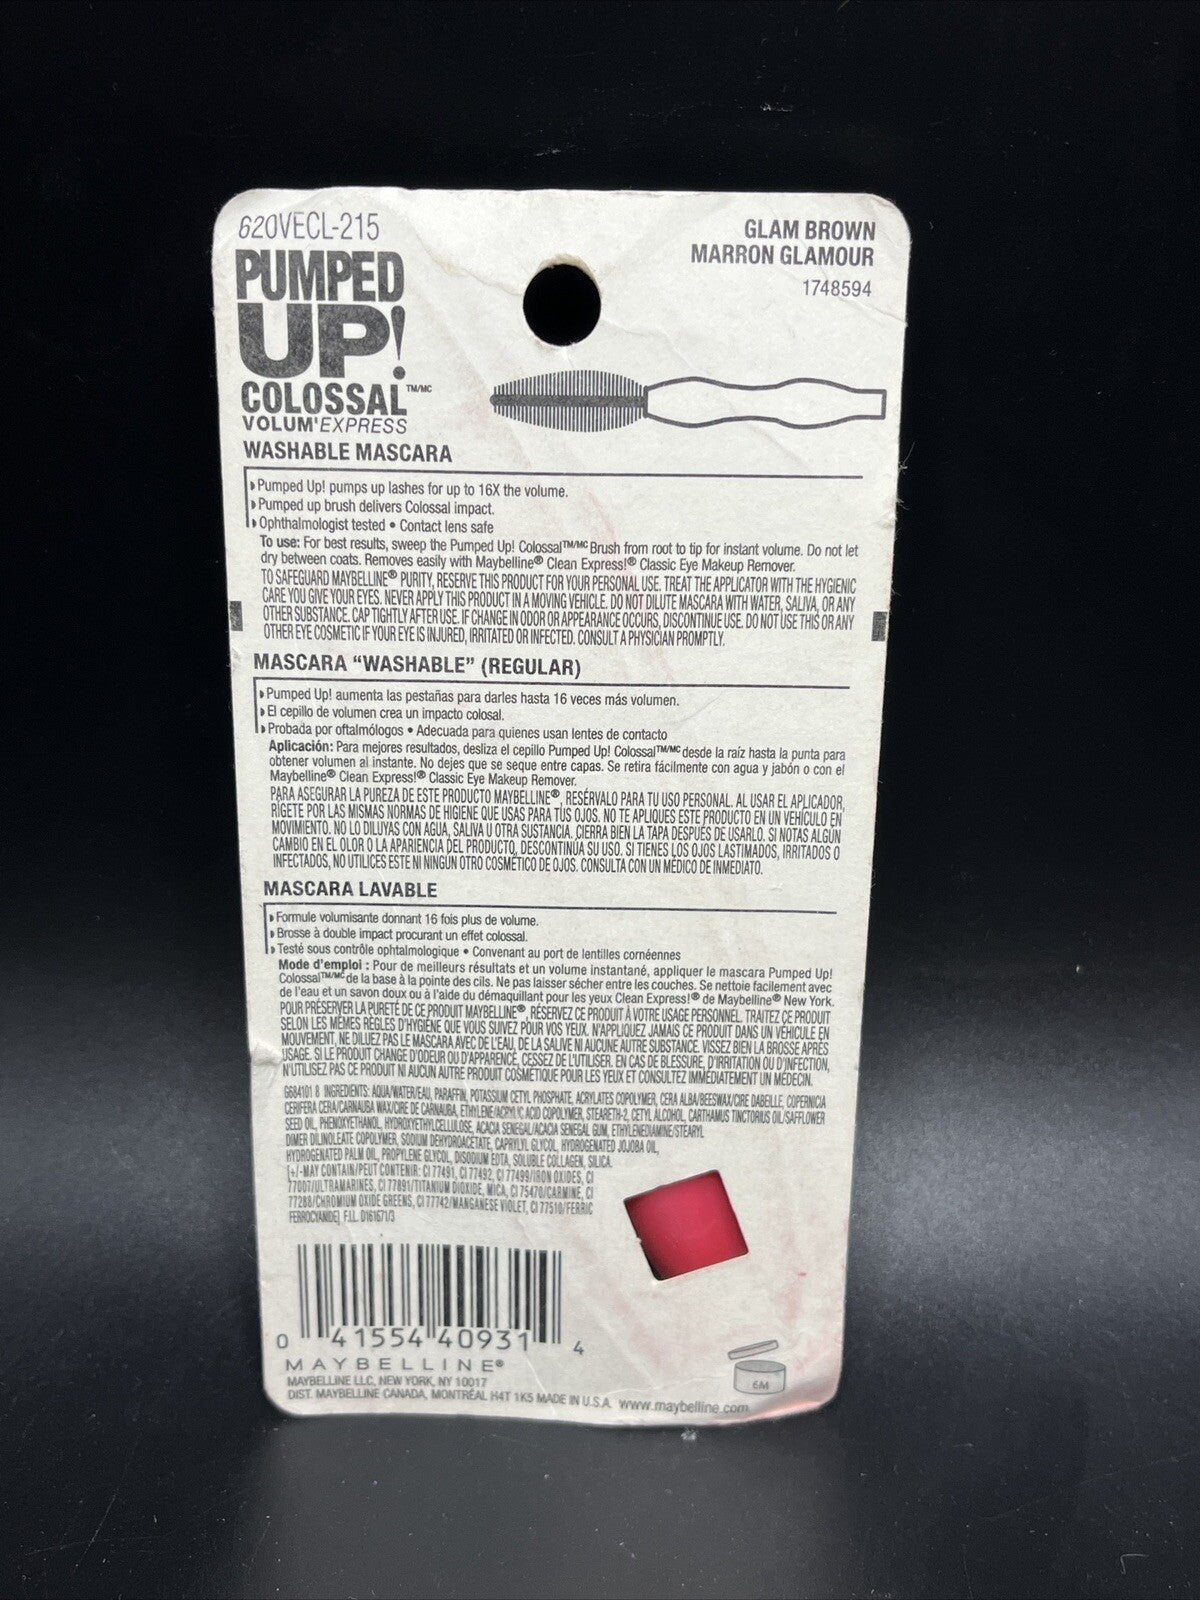 620VECL-215
GLAM BROWN
MARRON GLAMOUR
1748594
PUMPED
UP!
COLOSSAL™/MC
VOLUM'EXPRESS
WASHABLE MASCARA
Pumped Up! pumps up lashes for up to 16X the volume.
Pumped up brush delivers Colossal impact.
Ophthalmologist tested • Contact lens safe
To use: For best results, sweep the Pumped Up! Colossal™/MC Brush from root to tip for instant volume. Do not let
dry between coats. Removes easily with Maybelline® Clean Express!® Classic Eye Makeup Remover.
TO SAFEGUARD MAYBELLINE® PURITY, RESERVE THIS PRODUCT FOR YOUR PERSONAL USE. TREAT THE APPLICATOR WITH THE HYGIENIC
CARE YOU GIVE YOUR EYES. NEVER APPLY THIS PRODUCT IN A MOVING VEHICLE. DO NOT DILUTE MASCARA WITH WATER, SALIVA, OR ANY
OTHER SUBSTANCE. CAP TIGHTLY AFTER USE. IF CHANGE IN ODOR OR APPEARANCE OCCURS, DISCONTINUE USE. DO NOT USE THIS OR ANY
OTHER EYE COSMETIC IF YOUR EYE IS INJURED, IRRITATED OR INFECTED. CONSULT A PHYSICIAN PROMPTLY.
MASCARA “WASHABLE” (REGULAR)
Pumped Up! aumenta las pestañas para darles hasta 16 veces más volumen.
El cepillo de volumen crea un impacto colosal.
Probada por oftalmólogos • Adecuada para quienes usan lentes de contacto
Aplicación: Para mejores resultados, desliza el cepillo Pumped Up! Colossal™/MC desde la raíz hasta la punta para
obtener volumen al instante. No dejes que se seque entre capas. Se retira fácilmente con agua y jabón o con el
Maybelline® Clean Express!® Classic Eye Makeup Remover.
PARA ASEGURAR LA PUREZA DE ESTE PRODUCTO MAYBELLINE®, RESÉRVALO PARA TU USO PERSONAL. AL USAR EL APLICADOR,
RÍGETE POR LAS MISMAS NORMAS DE HIGIENE QUE USAS PARA TUS OJOS. NO TE APLIQUES ESTE PRODUCTO EN UN VEHÍCULO EN
MOVIMIENTO. NO LO DILUYAS CON AGUA, SALIVA U OTRA SUSTANCIA. CIERRA BIEN LA TAPA DESPUÉS DE USARLO. SI NOTAS ALGÚN
CAMBIO EN EL OLOR O LA APARIENCIA DEL PRODUCTO, DESCONTINÚA SU USO. SI TIENES LOS OJOS LASTIMADOS, IRRITADOS O
INFECTADOS, NO UTILICES ESTE NI NINGÚN OTRO COSMÉTICO DE OJOS. CONSULTA CON UN MÉDICO DE INMEDIATO.
MASCARA LAVABLE
Formule volumisante donnant 16 fois plus de volume.
Brosse à double impact procurant un effet colossal.
Testé sous contrôle ophtalmologique • Convenant au port de lentilles cornéennes
Mode d'emploi : Pour de meilleurs résultats et un volume instantané, appliquer le mascara Pumped Up!
Colossal™/MC de la base à la pointe des cils. Ne pas laisser sécher entre les couches. Se nettoie facilement avec
de l'eau et un savon doux ou à l'aide du démaquillant pour les yeux Clean Express!® de Maybelline® New York.
POUR PRÉSERVER LA PURETÉ DE CE PRODUIT MAYBELLINE®, RÉSERVEZ CE PRODUIT À VOTRE USAGE PERSONNEL. TRAITEZ CE PRODUIT
SELON LES MÊMES RÈGLES D'HYGIÈNE QUE VOUS SUIVEZ POUR VOS YEUX. N'APPLIQUEZ JAMAIS CE PRODUIT DANS UN VÉHICULE EN
MOUVEMENT, NE DILUEZ PAS LE MASCARA AVEC DE L'EAU, DE LA SALIVE NI AUCUNE AUTRE SUBSTANCE. VISSEZ BIEN LA BROSSE APRÈS
USAGE. SI LE PRODUIT CHANGE D'ODEUR OU D'APPARENCE, CESSEZ DE L'UTILISER. EN CAS DE BLESSURE, D'IRRITATION OU D'INFECTION,
N'UTILISEZ PAS CE PRODUIT NI AUCUN AUTRE PRODUIT COSMÉTIQUE POUR LES YEUX ET CONSULTEZ IMMÉDIATEMENT UN MÉDECIN.
G684101 8 INGREDIENTS: AQUA/WATER/EAU, PARAFFIN, POTASSIUM CETYL PHOSPHATE, ACRYLATES COPOLYMER, CERA ALBA/BEESWAX/CIRE DABEILLE, COPERNICIA
CERIFERA CERA/CARNAUBA WAX/CIRE DE CARNAUBA, ETHYLENE/ACRYLIC ACID COPOLYMER, STEARETH-2, CETYL ALCOHOL, CARTHAMUS TINCTORIUS OIL/SAFFLOWER
SEED OIL, PHENOXYETHANOL, HYDROXYETHYLCELLULOSE, ACACIA SENEGAL/ACACIA SENEGAL GUM, ETHYLENEDIAMINE/STEARYL
DIMER DILINOLEATE COPOLYMER, SODIUM DEHYDROACETATE, CAPRYLYL GLYCOL, HYDROGENATED JOJOBA OIL,
HYDROGENATED PALM OIL, PROPYLENE GLYCOL, DISODIUM EDTA, SOLUBLE COLLAGEN, SILICA.
[+/-MAY CONTAIN/PEUT CONTENIR: CI 77491, CI 77492, CI 77499/IRON OXIDES, CI
77007/ULTRAMARINES, CI 77891/TITANIUM DIOXIDE, MICA, CI 75470/CARMINE, CI
77288/CHROMIUM OXIDE GREENS, CI 77742/MANGANESE VIOLET, CI 77510/FERRIC
FERROCYANIDE] F.I.L. D161671/3
0 41554 40931 4
MAYBELLINE®
MAYBELLINE LLC, NEW YORK, NY 10017
DIST. MAYBELLINE CANADA, MONTRÉAL H4T 1K5 MADE IN U.S.A. www.maybelline.com
6M